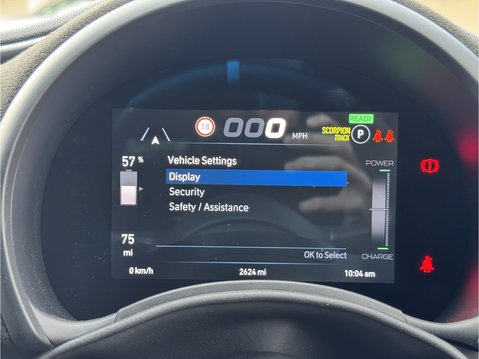 READY
18
000 MPH
SCORPION
TRACK
P
57 %
Vehicle Settings
POWER
Display
Security
Safety / Assistance
75
mi
OK to Select
CHARGE
0 km/h
2624 mi
10:04 am